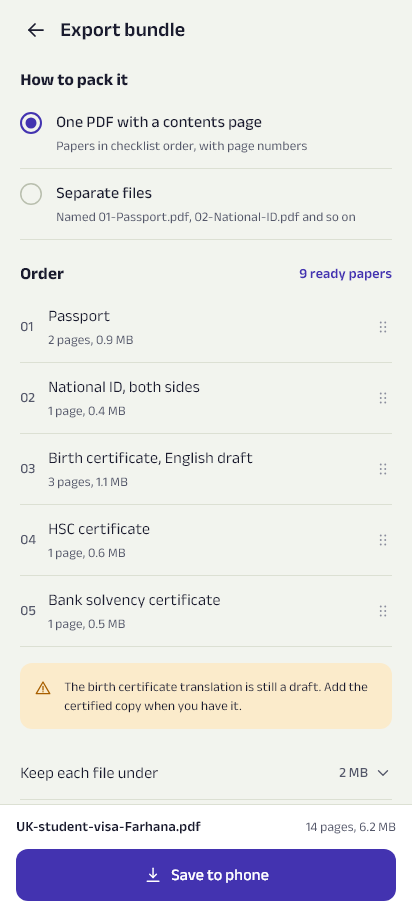 Export bundle
How to pack it
One PDF with a contents page
Papers in checklist order, with page numbers
Separate files
Named 01-Passport.pdf, 02-National-ID.pdf and so on
Order
9 ready papers
01
Passport
2 pages, 0.9 MB
02
National ID, both sides
1 page, 0.4 MB
03
Birth certificate, English draft
3 pages, 1.1 MB
04
HSC certificate
1 page, 0.6 MB
05
Bank solvency certificate
1 page, 0.5 MB
The birth certificate translation is still a draft. Add the
certified copy when you have it.
Keep each file under
2 MB
UK-student-visa-Farhana.pdf
14 pages, 6.2 MB
Save to phone